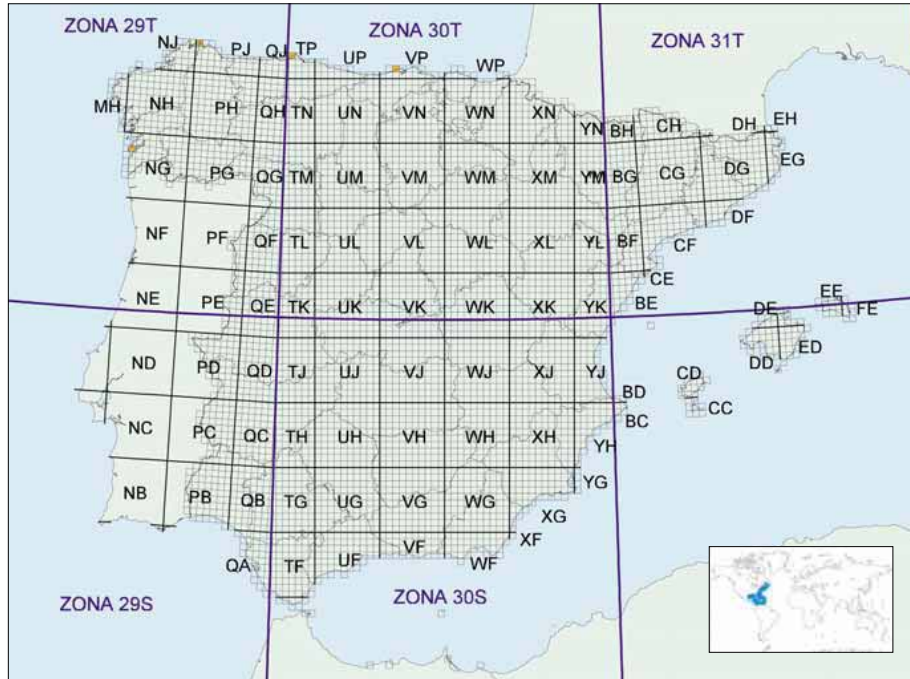 ZONA 29T
ZONA 30T
ZONA 31T
NJ PJ QJ TP UP VP WP
MH NH PH QH TN UN VN WN XN YN BH CH DH EH
NG PG QG TM UM VM WM XM YM BG CG DG EG
NF PF QF TL UL VL WL XL YL BF CF DF
NE PE QE TK UK VK WK XK YK BE CE DE EE FE
ND PD QD TJ UJ VJ WJ XJ YJ BD CD DD ED
NC PC QC TH UH VH WH XH YH BC CC
NB PB QB TG UG VG WG XG YG
QA TF UF VF WF XF
ZONA 29S
ZONA 30S